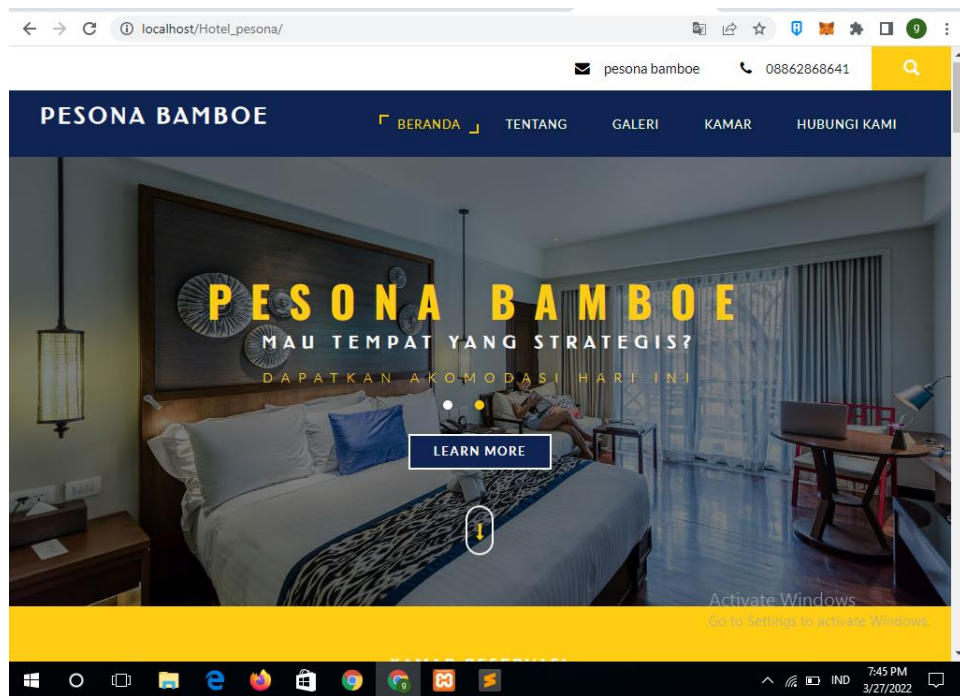 localhost/Hotel_pesona/
g
pesona bamboe 08862868641
PESONA BAMBOE
BERANDA TENTANG GALERI KAMAR HUBUNGI KAMI
PESONA BAMBOE
MAU TEMPAT YANG STRATEGIS?
DAPATKAN AKOMODASI HARI INI
LEARN MORE
Activate Windows
Go to Settings to activate Windows.
KAMAR RESERVASI
IND
7:45 PM
3/27/2022